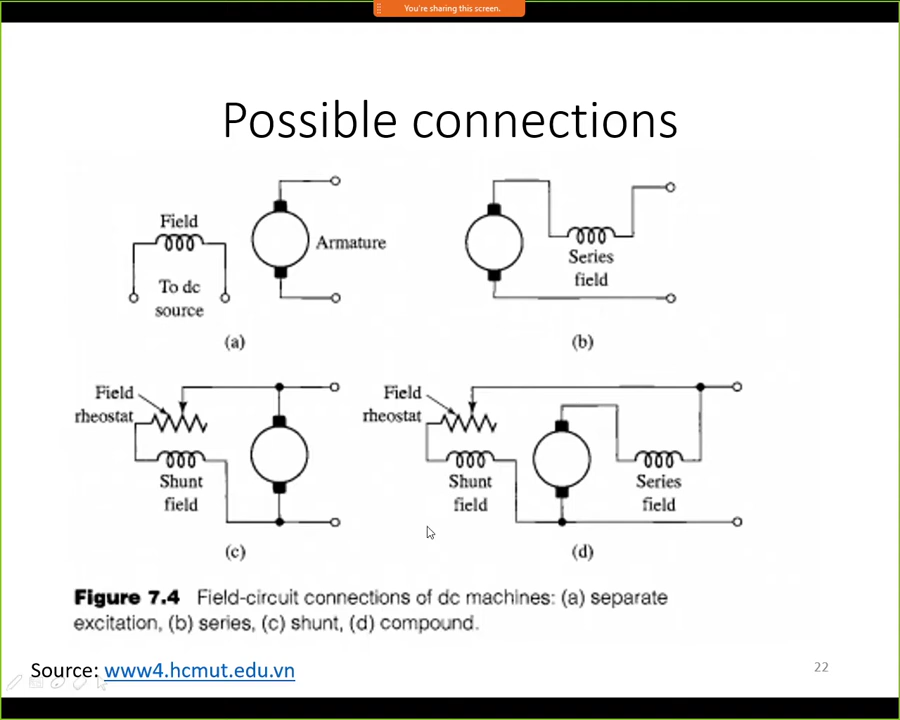 You're sharing this screen.
Possible connections
Field
To dc
source
Armature
(a)
Series
field
(b)
Field
rheostat
Shunt
field
(c)
Field
rheostat
Shunt
field
Series
field
(d)
Figure 7.4 Field-circuit connections of dc machines: (a) separate
excitation, (b) series, (c) shunt, (d) compound.
Source: www4.hcmut.edu.vn
22